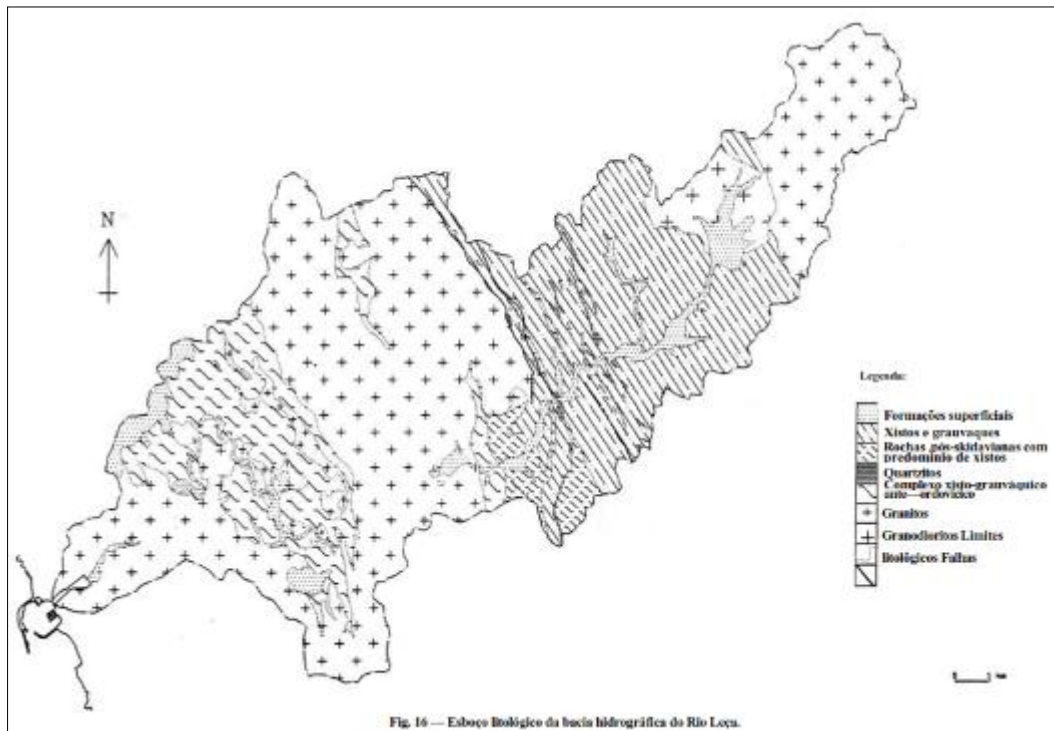 N
Legenda:
Formações superficiais
Xistos e grauvaques
Rochas pós-skidavianas com
predomínio de xistos
Quartzitos
Complexo xisto-grauváquico
ante—ordovícico
Granitos
Granodioritos Limites
litológicos Falhas
Fig. 16 — Esboço litológico da bacia hidrográfica do Rio Leça.